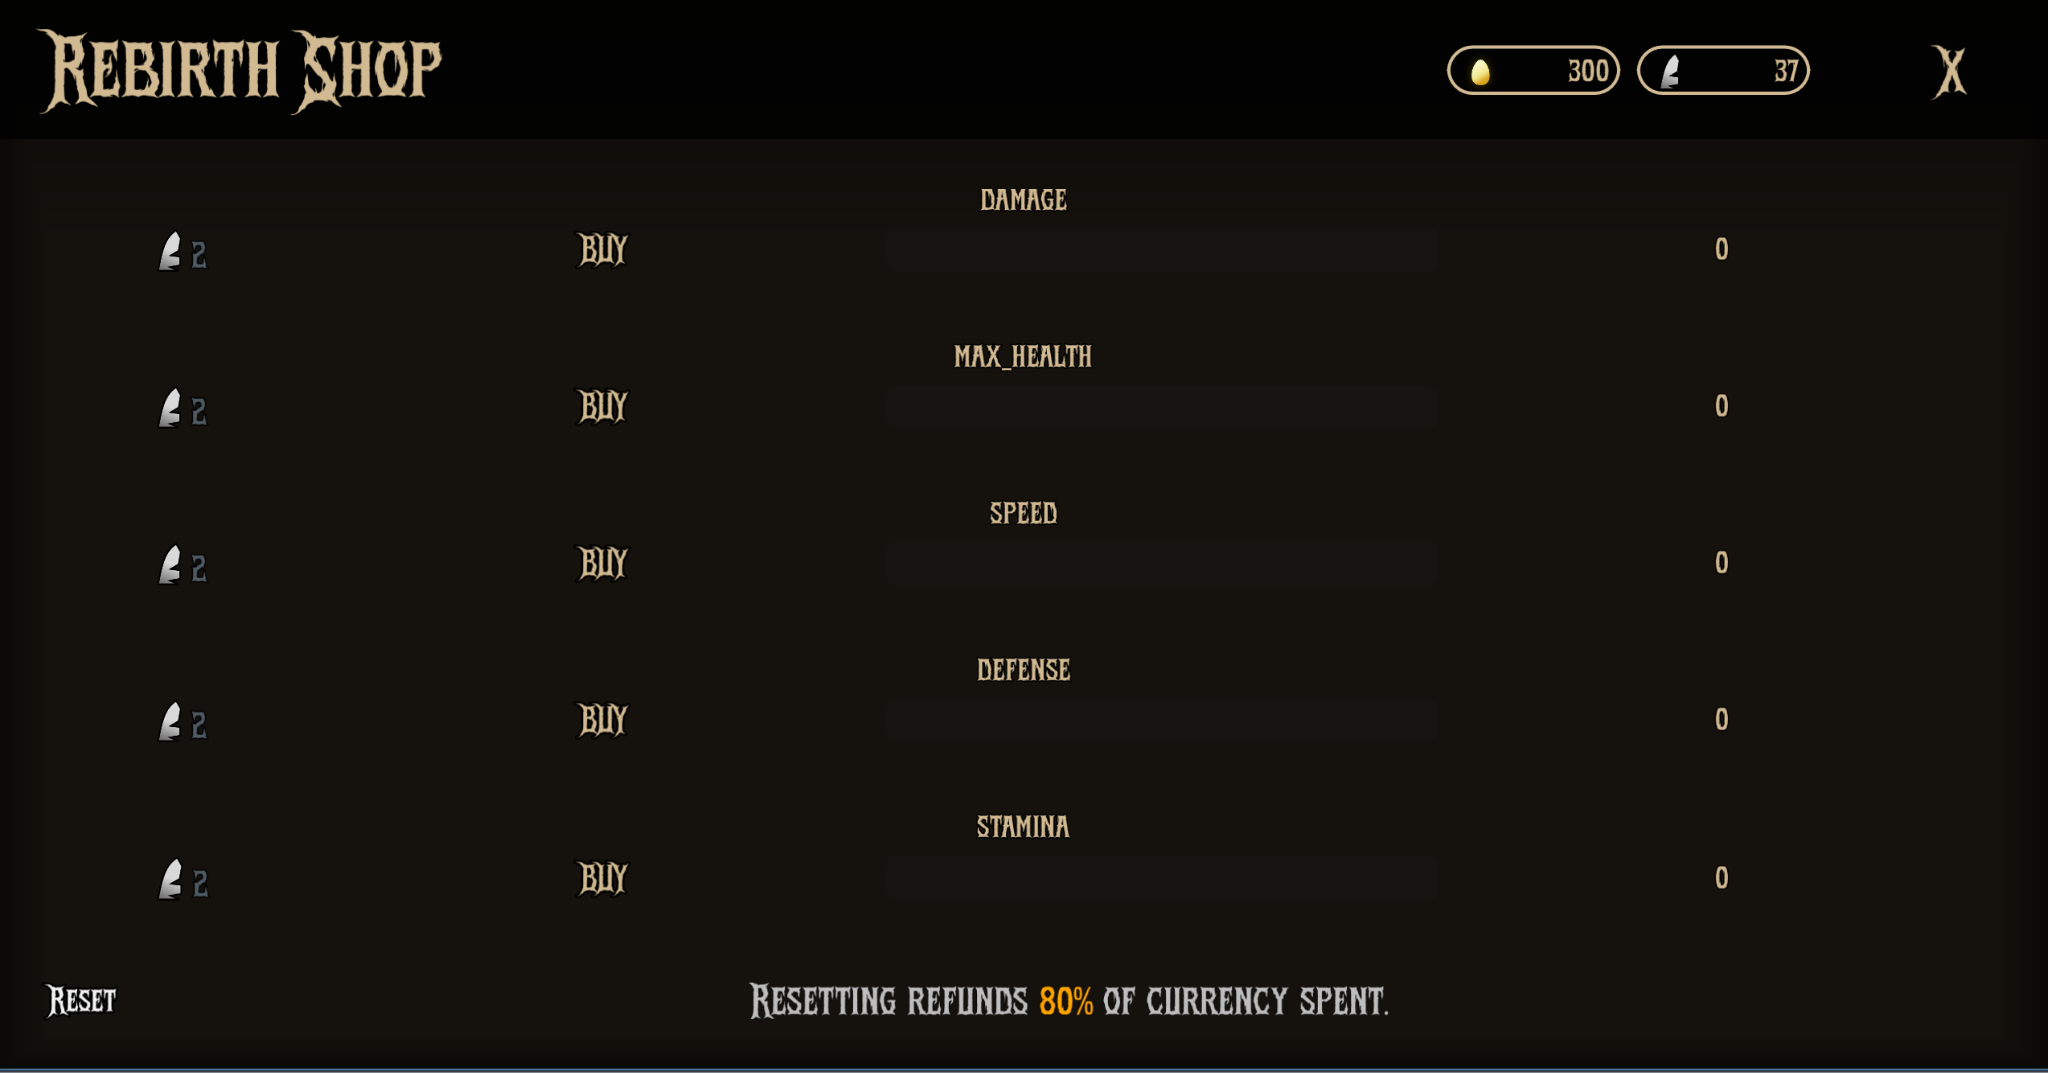 Rebirth Shop
300
37
X
DAMAGE
2
BUY
0
MAX_HEALTH
2
BUY
0
SPEED
2
BUY
0
DEFENSE
2
BUY
0
STAMINA
2
BUY
0
Reset
Resetting refunds 80% of currency spent.